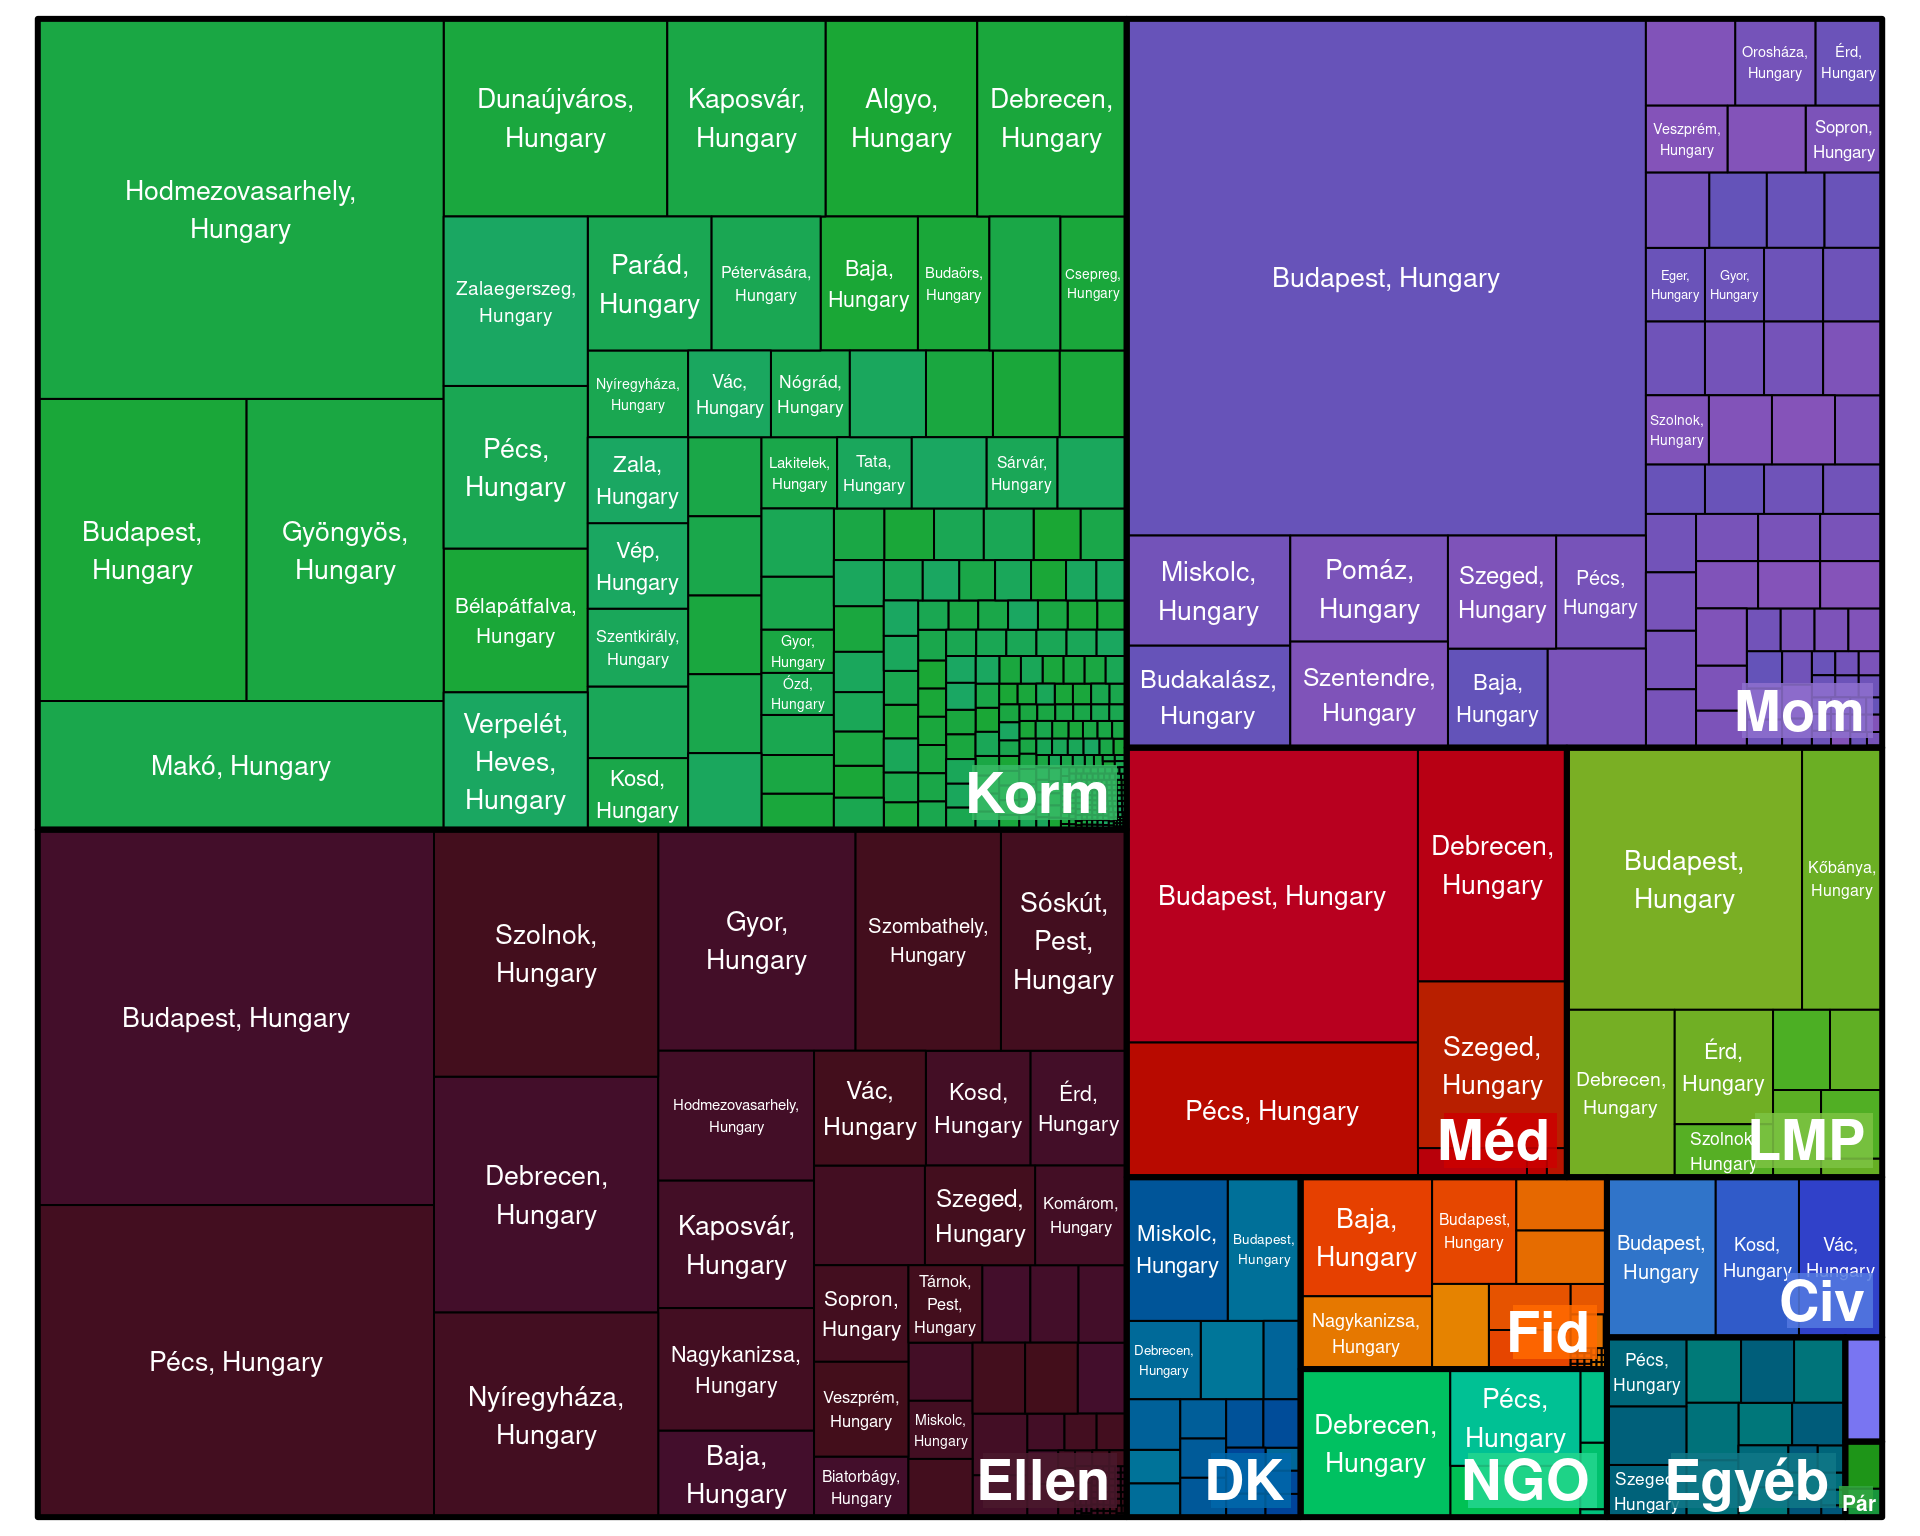 Hodmezovasarhely,
Hungary
Dunaújváros,
Hungary
Kaposvár,
Hungary
Algyo,
Hungary
Debrecen,
Hungary
Zalaegerszeg,
Hungary
Parád,
Hungary
Pétervására,
Hungary
Baja,
Hungary
Budaörs,
Hungary
Csepreg,
Hungary
Nyíregyháza,
Hungary
Vác,
Hungary
Nógrád,
Hungary
Budapest,
Hungary
Gyöngyös,
Hungary
Pécs,
Hungary
Zala,
Hungary
Lakitelek,
Hungary
Tata,
Hungary
Sárvár,
Hungary
Vép,
Hungary
Bélapátfalva,
Hungary
Szentkirály,
Hungary
Gyor,
Hungary
Ózd,
Hungary
Makó, Hungary
Verpelét,
Heves,
Hungary
Kosd,
Hungary
Korm
Budapest, Hungary
Orosháza,
Hungary
Érd,
Hungary
Veszprém,
Hungary
Sopron,
Hungary
Eger,
Hungary
Gyor,
Hungary
Szolnok,
Hungary
Miskolc,
Hungary
Pomáz,
Hungary
Szeged,
Hungary
Pécs,
Hungary
Budakalász,
Hungary
Szentendre,
Hungary
Baja,
Hungary
Mom
Budapest, Hungary
Pécs, Hungary
Szolnok,
Hungary
Debrecen,
Hungary
Nyíregyháza,
Hungary
Gyor,
Hungary
Szombathely,
Hungary
Sóskút,
Pest,
Hungary
Hodmezovasarhely,
Hungary
Vác,
Hungary
Kosd,
Hungary
Érd,
Hungary
Kaposvár,
Hungary
Szeged,
Hungary
Komárom,
Hungary
Sopron,
Hungary
Tárnok,
Pest,
Hungary
Nagykanizsa,
Hungary
Veszprém,
Hungary
Miskolc,
Hungary
Baja,
Hungary
Biatorbágy,
Hungary
Ellen
Budapest, Hungary
Debrecen,
Hungary
Szeged,
Hungary
Pécs, Hungary
Méd
Budapest,
Hungary
Kőbánya,
Hungary
Debrecen,
Hungary
Érd,
Hungary
Szolnok,
Hungary
LMP
Miskolc,
Hungary
Budapest,
Hungary
Debrecen,
Hungary
DK
Baja,
Hungary
Budapest,
Hungary
Nagykanizsa,
Hungary
Fid
Debrecen,
Hungary
Pécs,
Hungary
NGO
Budapest,
Hungary
Kosd,
Hungary
Vác,
Hungary
Civ
Pécs,
Hungary
Szeged,
Hungary
Egyéb
Pár